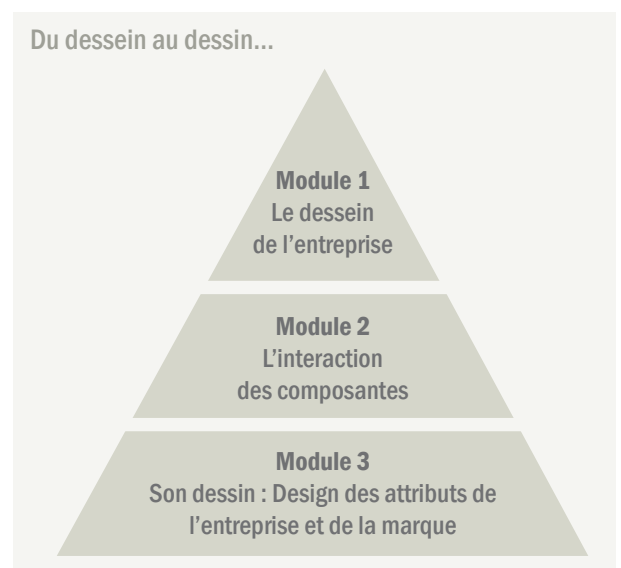 Du dessein au dessin...
Module 1
Le dessein
de l'entreprise
Module 2
L'interaction
des composantes
Module 3
Son dessin : Design des attributs de
l'entreprise et de la marque